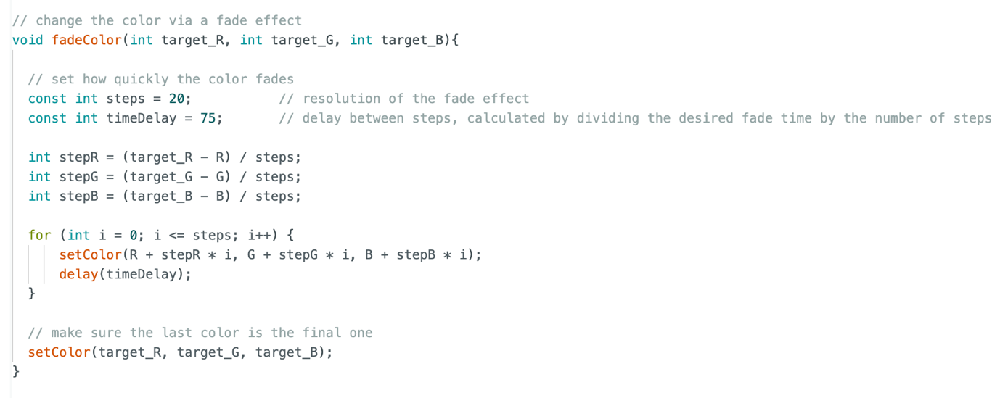 // change the color via a fade effect
void fadeColor(int target_R, int target_G, int target_B){
// set how quickly the color fades
const int steps = 20;           // resolution of the fade effect
const int timeDelay = 75;       // delay between steps, calculated by dividing the desired fade time by the number of steps
int stepR = (target_R - R) / steps;
int stepG = (target_G - G) / steps;
int stepB = (target_B - B) / steps;
for (int i = 0; i <= steps; i++) {
setColor(R + stepR * i, G + stepG * i, B + stepB * i);
delay(timeDelay);
}
// make sure the last color is the final one
setColor(target_R, target_G, target_B);
}